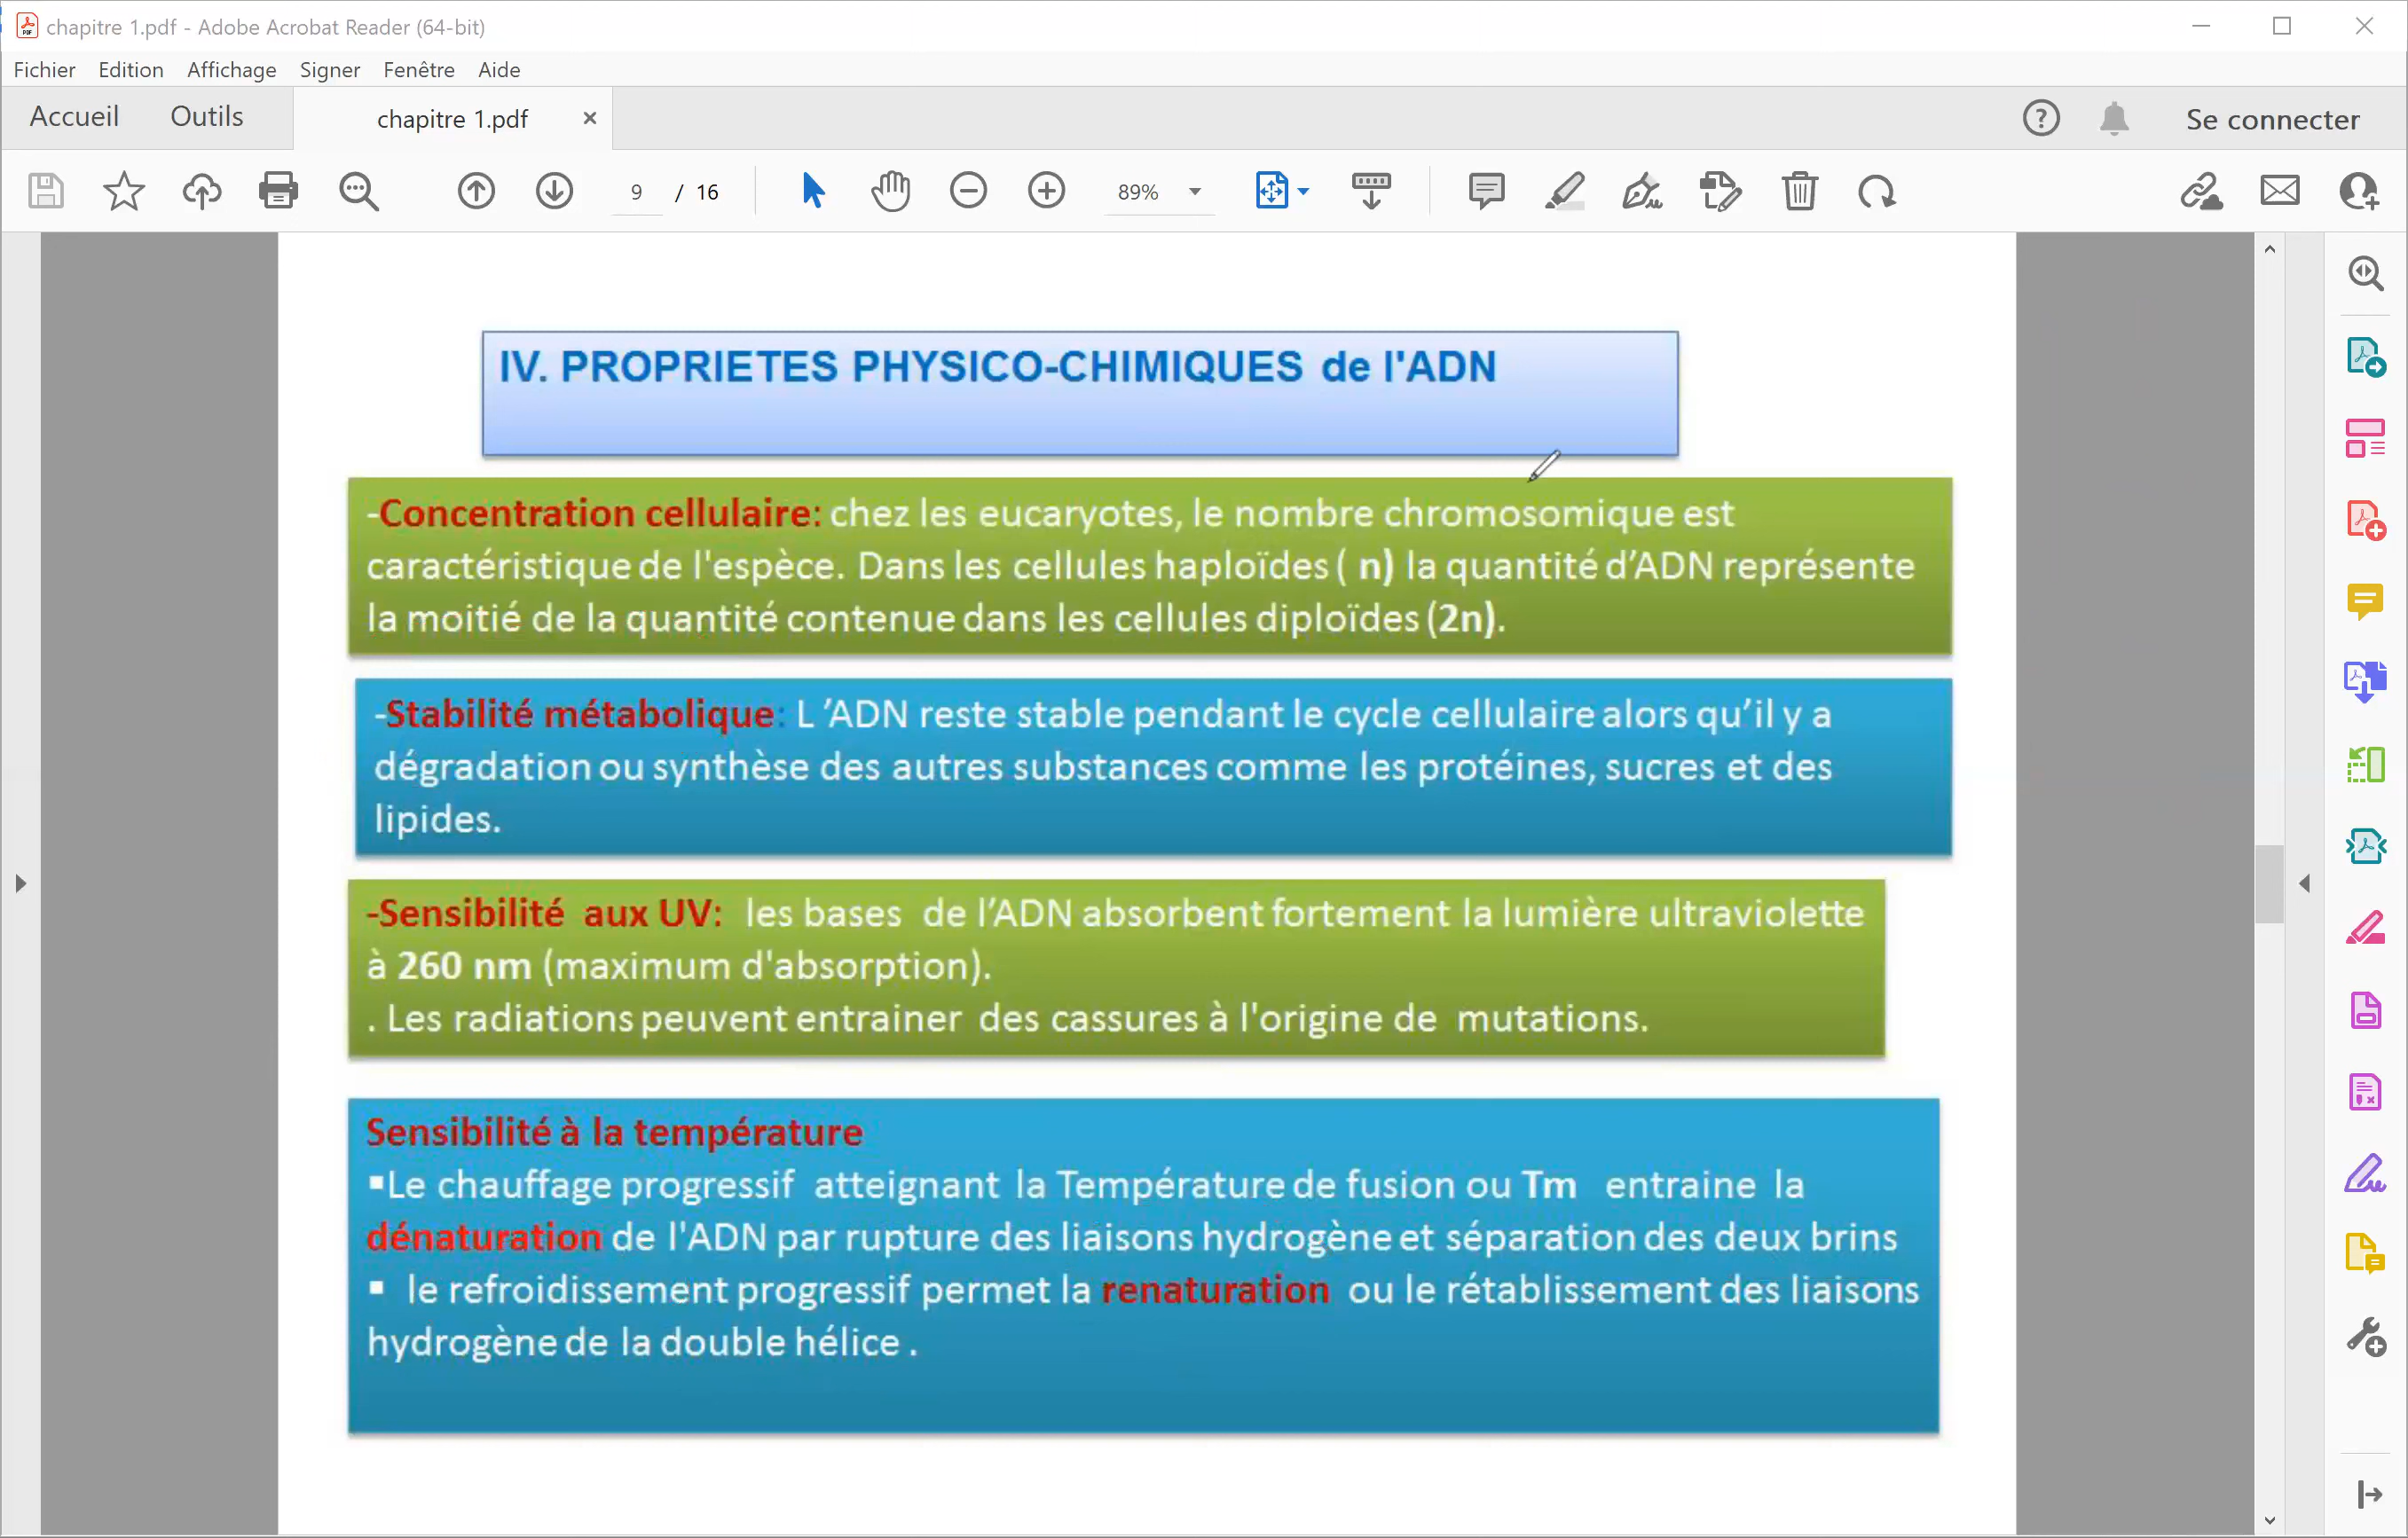 chapitre 1.pdf - Adobe Acrobat Reader (64-bit)
Fichier Edition Affichage Signer Fenêtre Aide
Accueil Outils chapitre 1.pdf × Se connecter
9 / 16 89%
IV. PROPRIETES PHYSICO-CHIMIQUES de l'ADN
-Concentration cellulaire: chez les eucaryotes, le nombre chromosomique est
caractéristique de l'espèce. Dans les cellules haploïdes ( n) la quantité d’ADN représente
la moitié de la quantité contenue dans les cellules diploïdes (2n).
-Stabilité métabolique: L ’ADN reste stable pendant le cycle cellulaire alors qu’il y a
dégradation ou synthèse des autres substances comme les protéines, sucres et des
lipides.
-Sensibilité aux UV: les bases de l’ADN absorbent fortement la lumière ultraviolette
à 260 nm (maximum d'absorption).
. Les radiations peuvent entrainer des cassures à l'origine de mutations.
Sensibilité à la température
▪Le chauffage progressif atteignant la Température de fusion ou Tm entraine la
dénaturation de l'ADN par rupture des liaisons hydrogène et séparation des deux brins
▪ le refroidissement progressif permet la renaturation ou le rétablissement des liaisons
hydrogène de la double hélice .